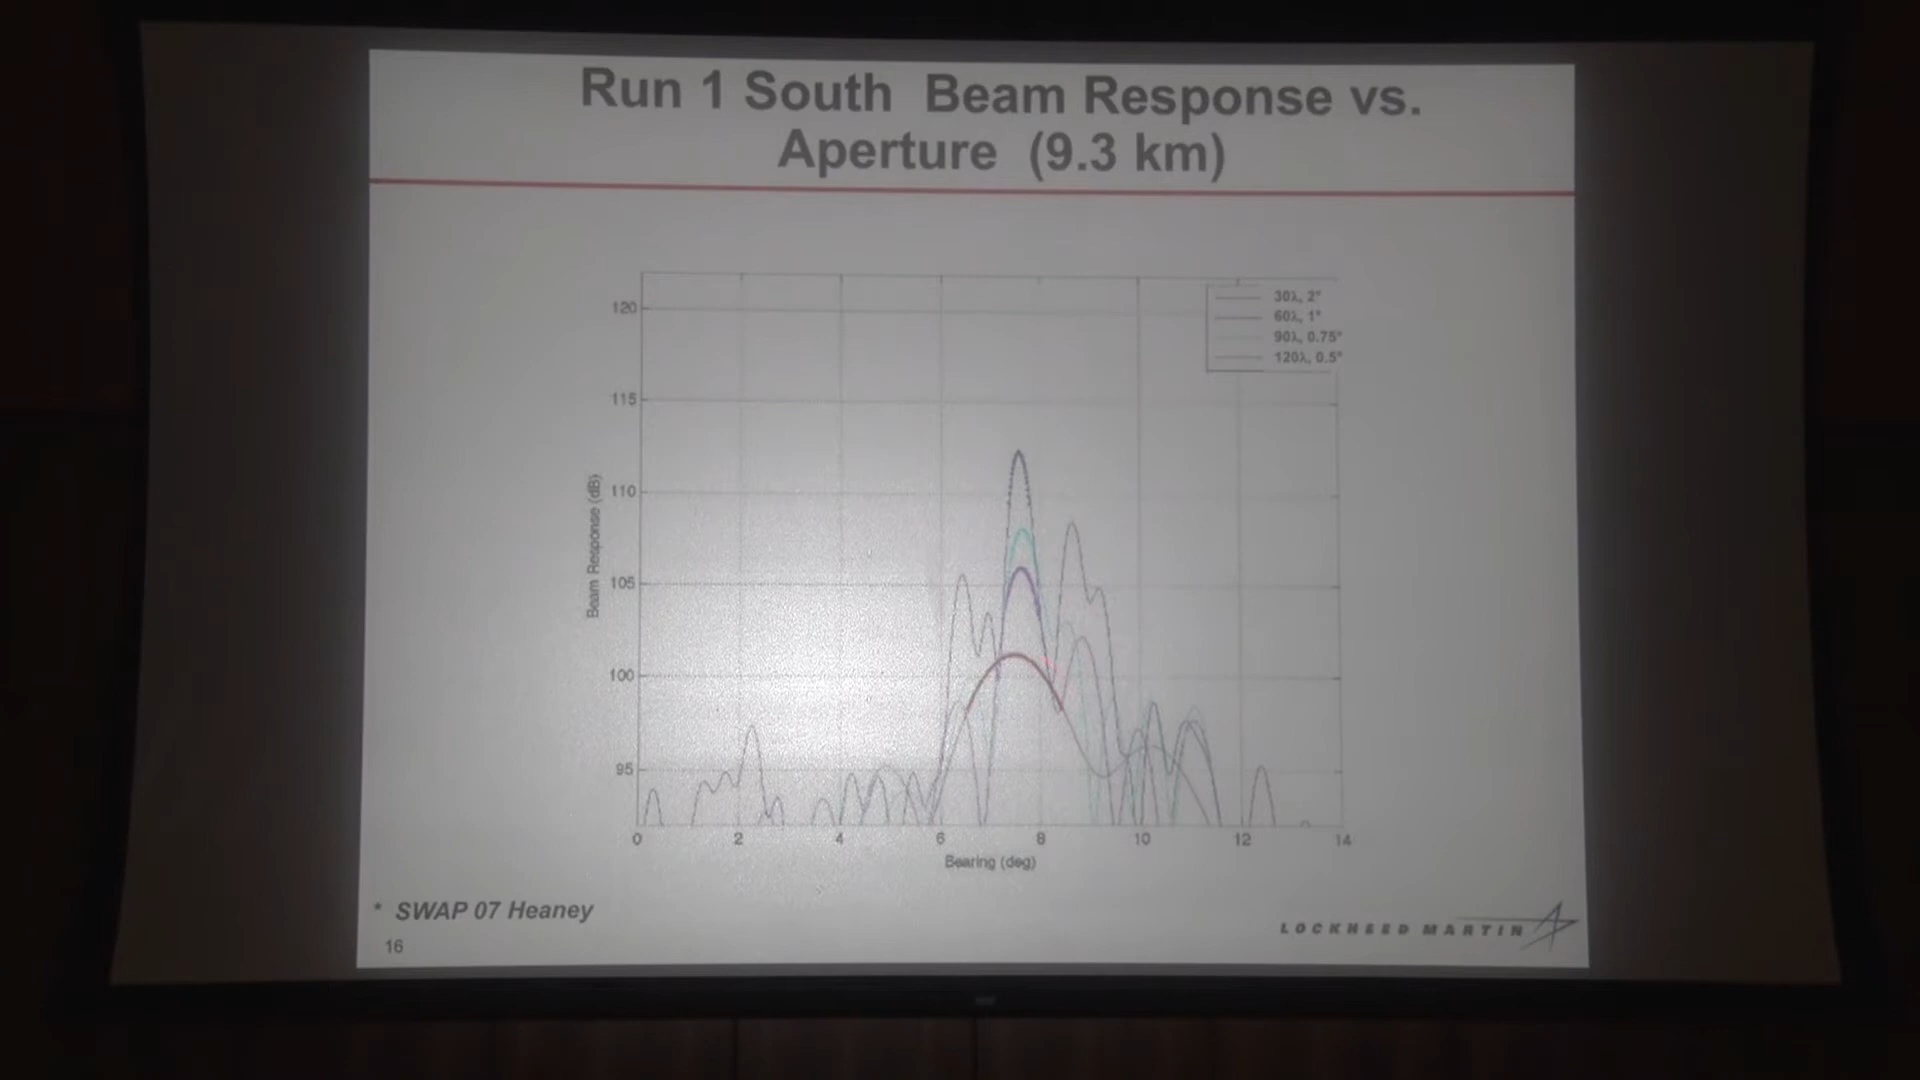 Run 1 South Beam Response vs.
Aperture (9.3 km)
30λ, 2°
60λ, 1°
90λ, 0.75°
120λ, 0.5°
120
115
110
105
100
95
Beam Response (dB)
0 2 4 6 8 10 12 14
Bearing (deg)
* SWAP 07 Heaney
LOCKHEED MARTIN
16